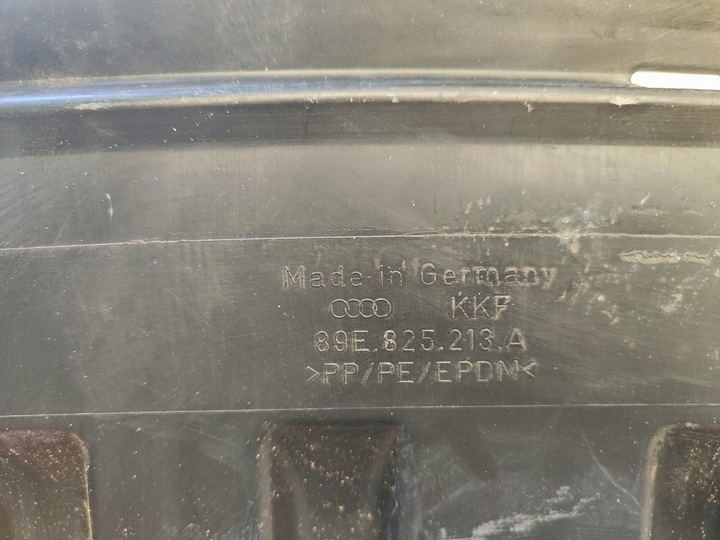 Made in Germany
KKF
89E.825.213.A
>PP/PE/EPDM<